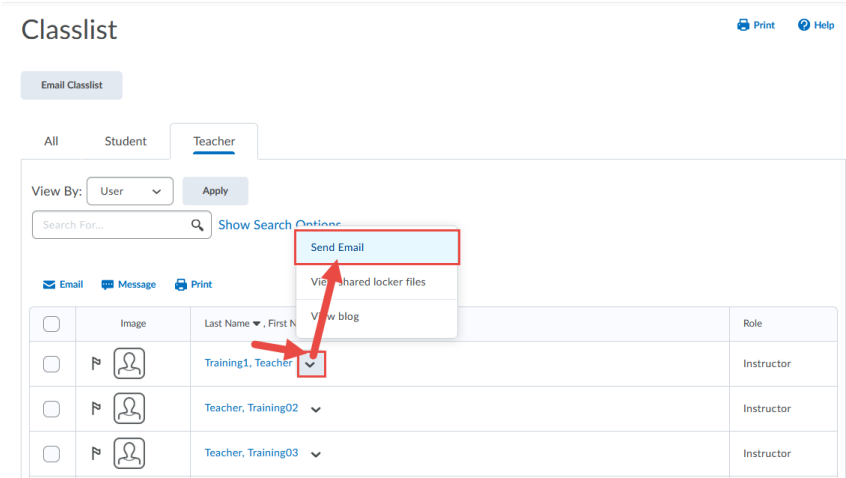 Classlist
Print Help
Email Classlist
All Student Teacher
View By: User Apply
Search For... Show Search Options
Send Email
View shared locker files
View blog
Email Message Print
Image Last Name , First N Role
Training1, Teacher Instructor
Teacher, Training02 Instructor
Teacher, Training03 Instructor